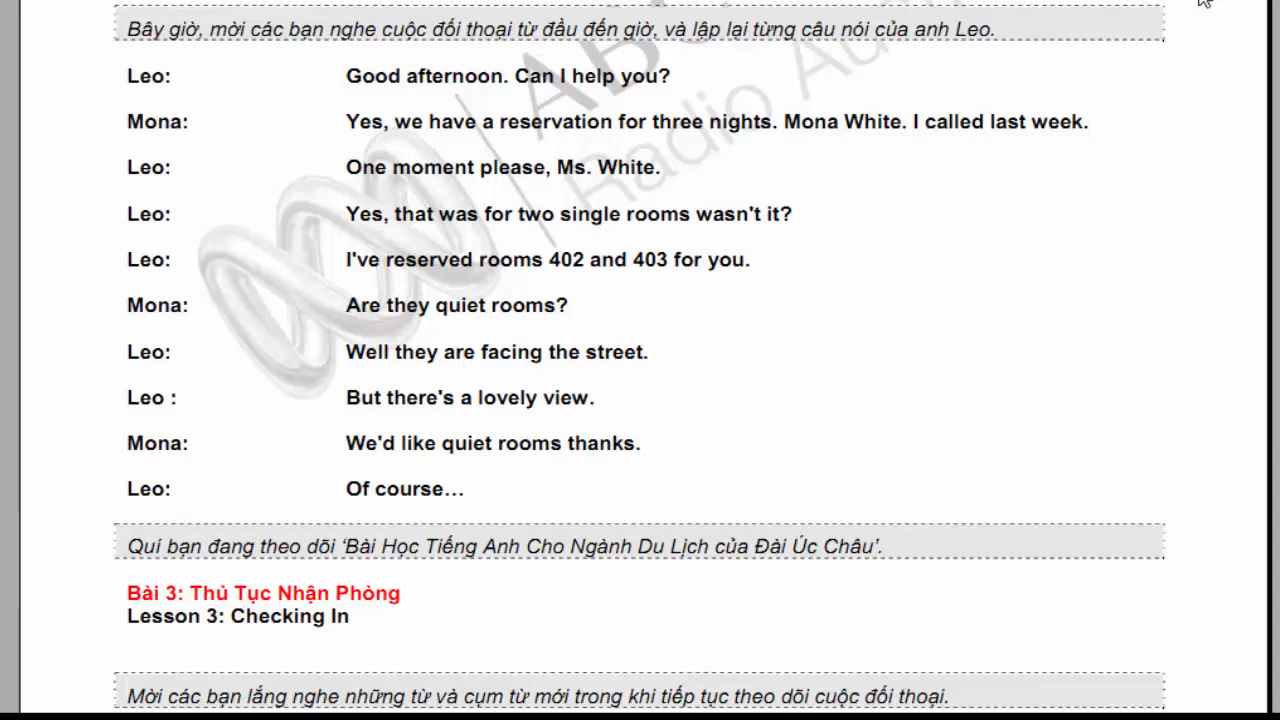 Bây giờ, mời các bạn nghe cuộc đối thoại từ đầu đến giờ, và lập lại từng câu nói của anh Leo.
Leo: Good afternoon. Can I help you?
Mona: Yes, we have a reservation for three nights. Mona White. I called last week.
Leo: One moment please, Ms. White.
Leo: Yes, that was for two single rooms wasn't it?
Leo: I've reserved rooms 402 and 403 for you.
Mona: Are they quiet rooms?
Leo: Well they are facing the street.
Leo : But there's a lovely view.
Mona: We'd like quiet rooms thanks.
Leo: Of course…
Quí bạn đang theo dõi ‘Bài Học Tiếng Anh Cho Ngành Du Lịch của Đài Úc Châu’.
Bài 3: Thủ Tục Nhận Phòng
Lesson 3: Checking In
Mời các bạn lắng nghe những từ và cụm từ mới trong khi tiếp tục theo dõi cuộc đối thoại.
Radio